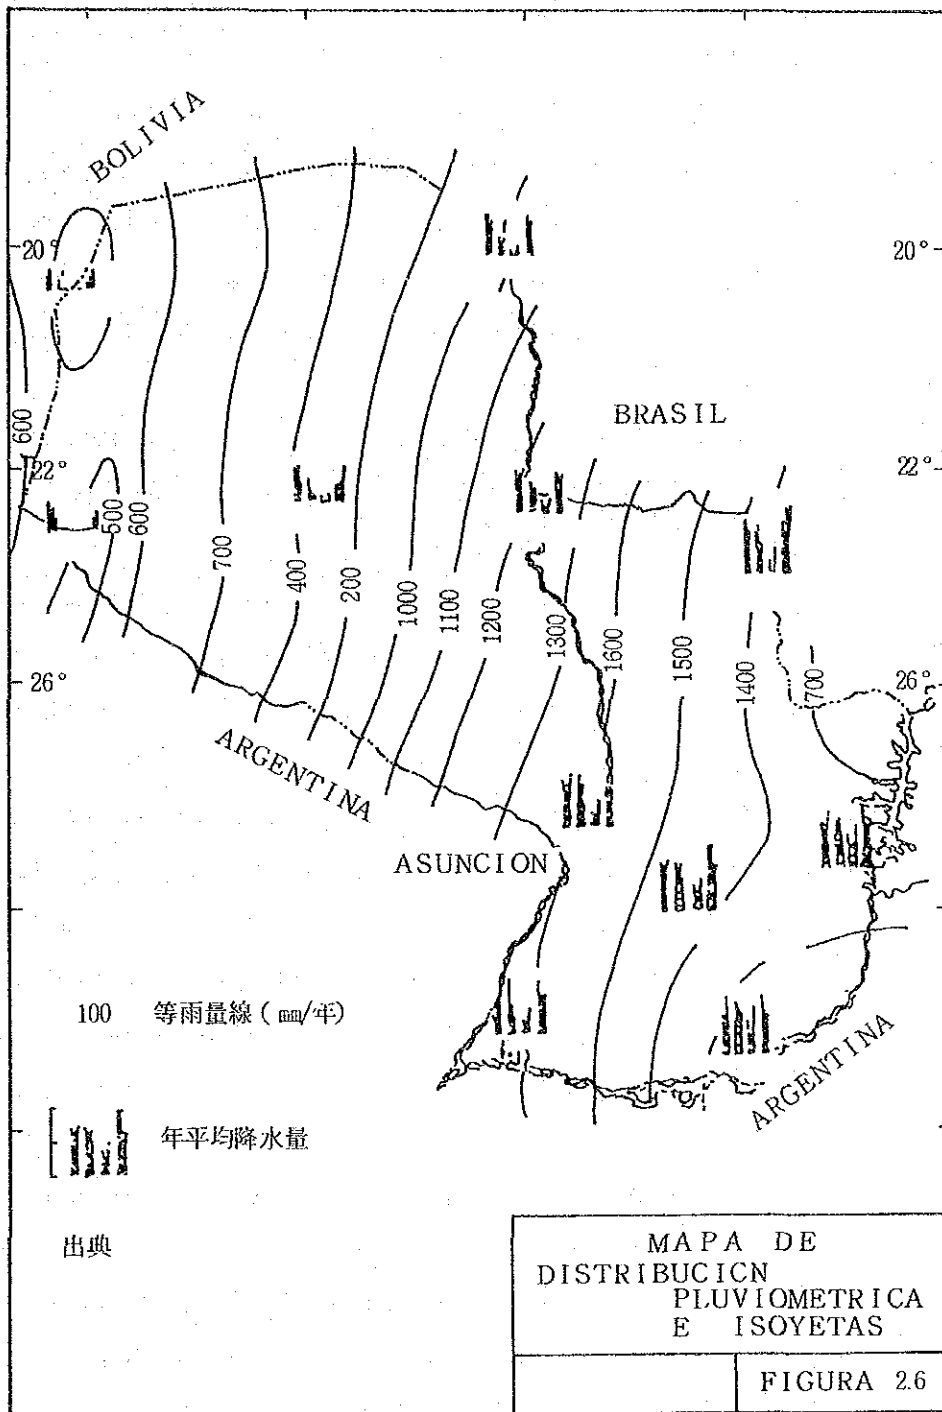 BOLIVIA
20°
20°
600
BRASIL
22°
22°
500
600
700
400
200
1000
1100
1200
1300
1600
1500
1400
700
26°
26°
ARGENTINA
ASUNCION
100 等雨量線 ( mm/年)
ARGENTINA
年平均降水量
出典
MAPA DE
DISTRIBUCICN
PLUVIOMETRICA
E ISOYETAS
FIGURA 2.6